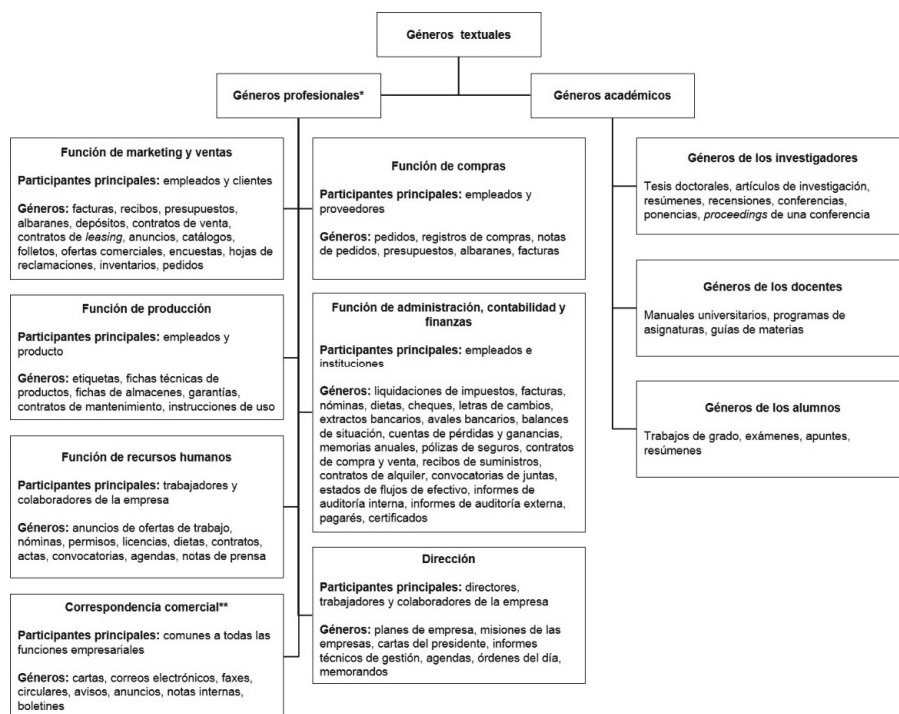 Géneros textuales
Géneros profesionales*
Géneros académicos
Función de marketing y ventas
Participantes principales: empleados y clientes
Géneros: facturas, recibos, presupuestos,
albaranes, depósitos, contratos de venta,
contratos de leasing, anuncios, catálogos,
folletos, ofertas comerciales, encuestas, hojas de
reclamaciones, inventarios, pedidos
Función de compras
Participantes principales: empleados y
proveedores
Géneros: pedidos, registros de compras, notas
de pedidos, presupuestos, albaranes, facturas
Géneros de los investigadores
Tesis doctorales, artículos de investigación,
resúmenes, recensiones, conferencias,
ponencias, proceedings de una conferencia
Función de producción
Participantes principales: empleados y
producto
Géneros: etiquetas, fichas técnicas de
productos, fichas de almacenes, garantías,
contratos de mantenimiento, instrucciones de uso
Función de administración, contabilidad y
finanzas
Participantes principales: empleados e
instituciones
Géneros: liquidaciones de impuestos, facturas,
nóminas, dietas, cheques, letras de cambios,
extractos bancarios, avales bancarios, balances
de situación, cuentas de pérdidas y ganancias,
memorias anuales, pólizas de seguros, contratos
de compra y venta, recibos de suministros,
contratos de alquiler, convocatorias de juntas,
estados de flujos de efectivo, informes de
auditoría interna, informes de auditoría externa,
pagarés, certificados
Géneros de los docentes
Manuales universitarios, programas de
asignaturas, guías de materias
Géneros de los alumnos
Trabajos de grado, exámenes, apuntes,
resúmenes
Función de recursos humanos
Participantes principales: trabajadores y
colaboradores de la empresa
Géneros: anuncios de ofertas de trabajo,
nóminas, permisos, licencias, dietas, contratos,
actas, convocatorias, agendas, notas de prensa
Dirección
Participantes principales: directores,
trabajadores y colaboradores de la empresa
Géneros: planes de empresa, misiones de las
empresas, cartas del presidente, informes
técnicos de gestión, agendas, órdenes del día,
memorandos
Correspondencia comercial**
Participantes principales: comunes a todas las
funciones empresariales
Géneros: cartas, correos electrónicos, faxes,
circulares, avisos, anuncios, notas internas,
boletines